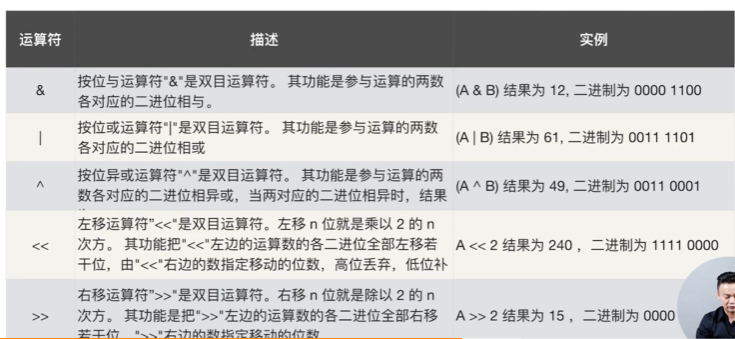 运算符 描述 实例
& 按位与运算符"&"是双目运算符。 其功能是参与运算的两数
各对应的二进位相与。 (A & B) 结果为 12, 二进制为 0000 1100
| 按位或运算符"|"是双目运算符。 其功能是参与运算的两数
各对应的二进位相或 (A | B) 结果为 61, 二进制为 0011 1101
^ 按位异或运算符"^"是双目运算符。 其功能是参与运算的两
数各对应的二进位相异或，当两对应的二进位相异时，结果 (A ^ B) 结果为 49, 二进制为 0011 0001
左移运算符"<<"是双目运算符。左移 n 位就是乘以 2 的 n
<< 次方。 其功能把"<<"左边的运算数的各二进位全部左移若 A << 2 结果为 240 ，二进制为 1111 0000
干位，由"<<"右边的数指定移动的位数，高位丢弃，低位补
右移运算符">>"是双目运算符。右移 n 位就是除以 2 的 n
>> 次方。 其功能是把">>"左边的运算数的各二进位全部右移 A >> 2 结果为 15 ，二进制为 0000
若干位，">>"右边的数指定移动的位数